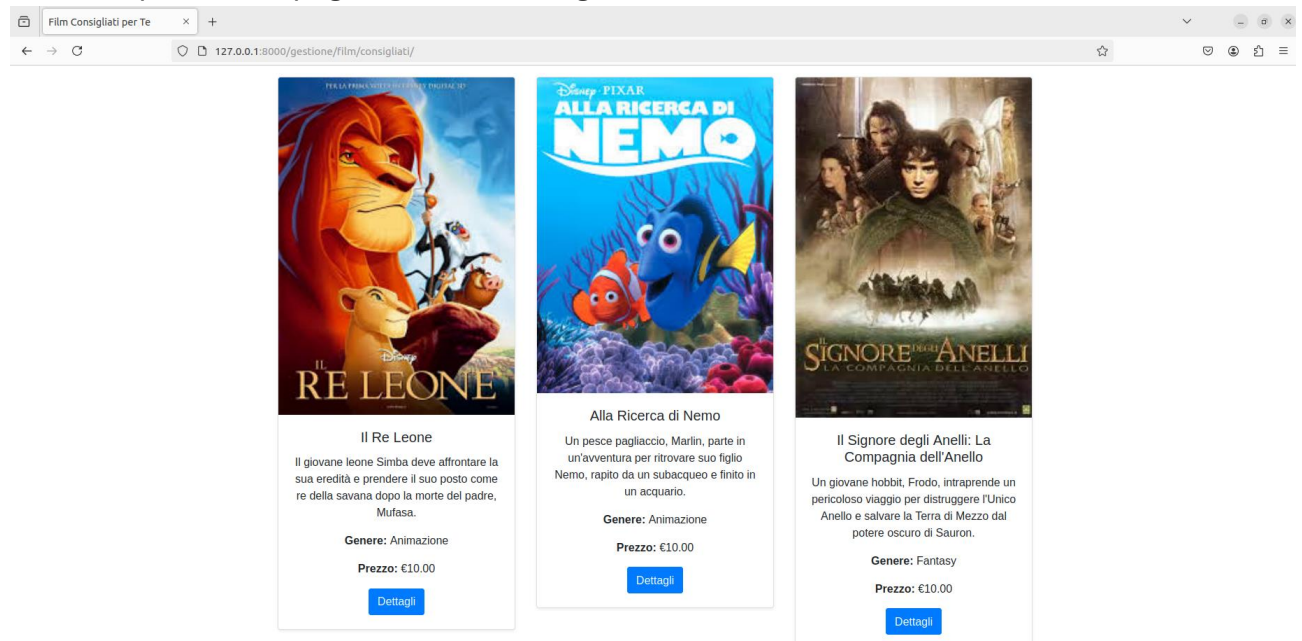 Film Consigliati per Te
127.0.0.1:8000/gestione/film/consigliati/
PER LA PRIMA VOLTA IN DISNEY DIGITAL 3D
Disney
IL
RE LEONE
Il Re Leone
Il giovane leone Simba deve affrontare la
sua eredità e prendere il suo posto come
re della savana dopo la morte del padre,
Mufasa.
Genere: Animazione
Prezzo: €10.00
Dettagli
Disney · PIXAR
ALLA RICERCA DI
NEMO
Alla Ricerca di Nemo
Un pesce pagliaccio, Marlin, parte in
un'avventura per ritrovare suo figlio
Nemo, rapito da un subacqueo e finito in
un acquario.
Genere: Animazione
Prezzo: €10.00
Dettagli
IL
SIGNORE DEGLI ANELLI
LA COMPAGNIA DELL'ANELLO
Il Signore degli Anelli: La
Compagnia dell'Anello
Un giovane hobbit, Frodo, intraprende un
pericoloso viaggio per distruggere l'Unico
Anello e salvare la Terra di Mezzo dal
potere oscuro di Sauron.
Genere: Fantasy
Prezzo: €10.00
Dettagli